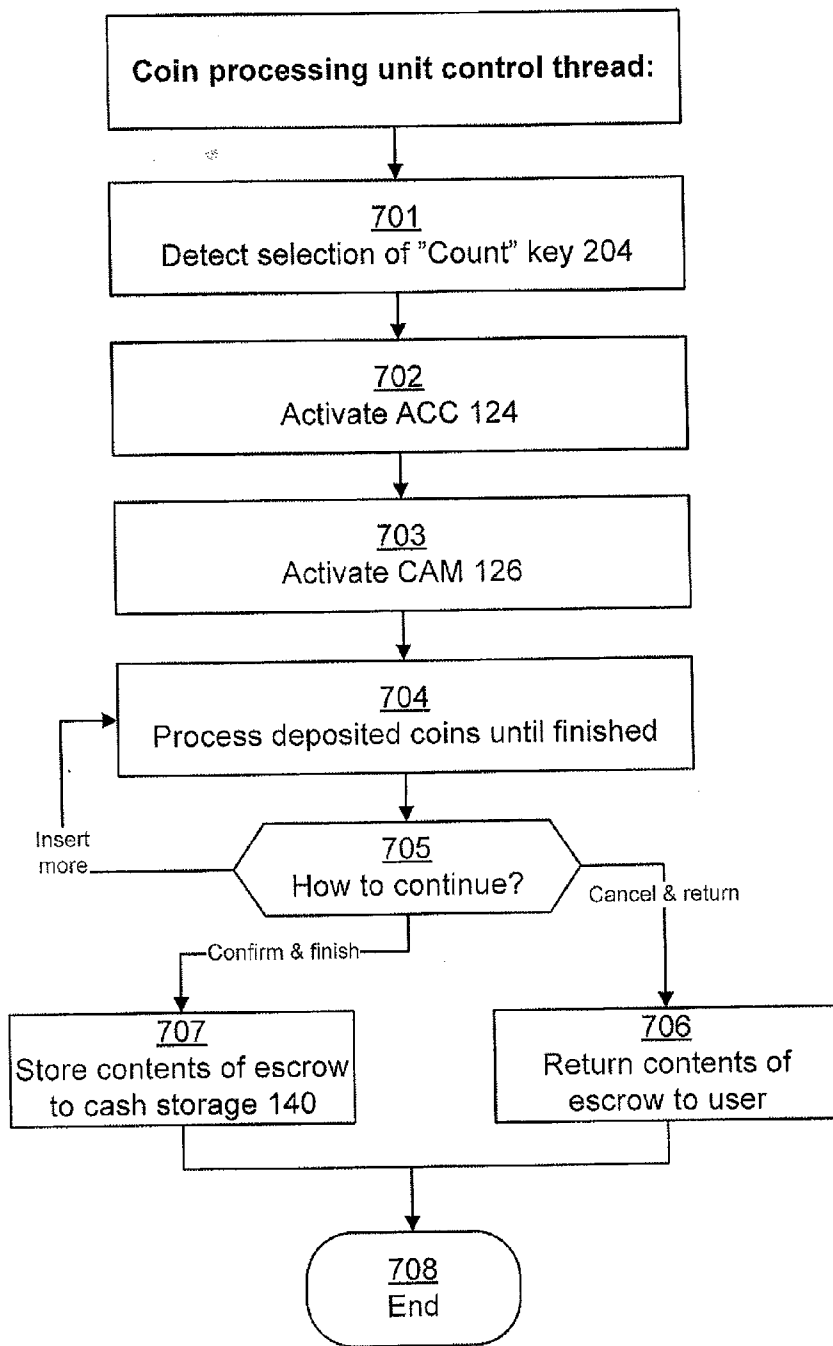 Coin processing unit control thread:
701
Detect selection of ”Count” key 204
702
Activate ACC 124
703
Activate CAM 126
704
Process deposited coins until finished
Insert
more
705
How to continue?
Cancel & return
Confirm & finish
707
Store contents of escrow
to cash storage 140
706
Return contents of
escrow to user
708
End